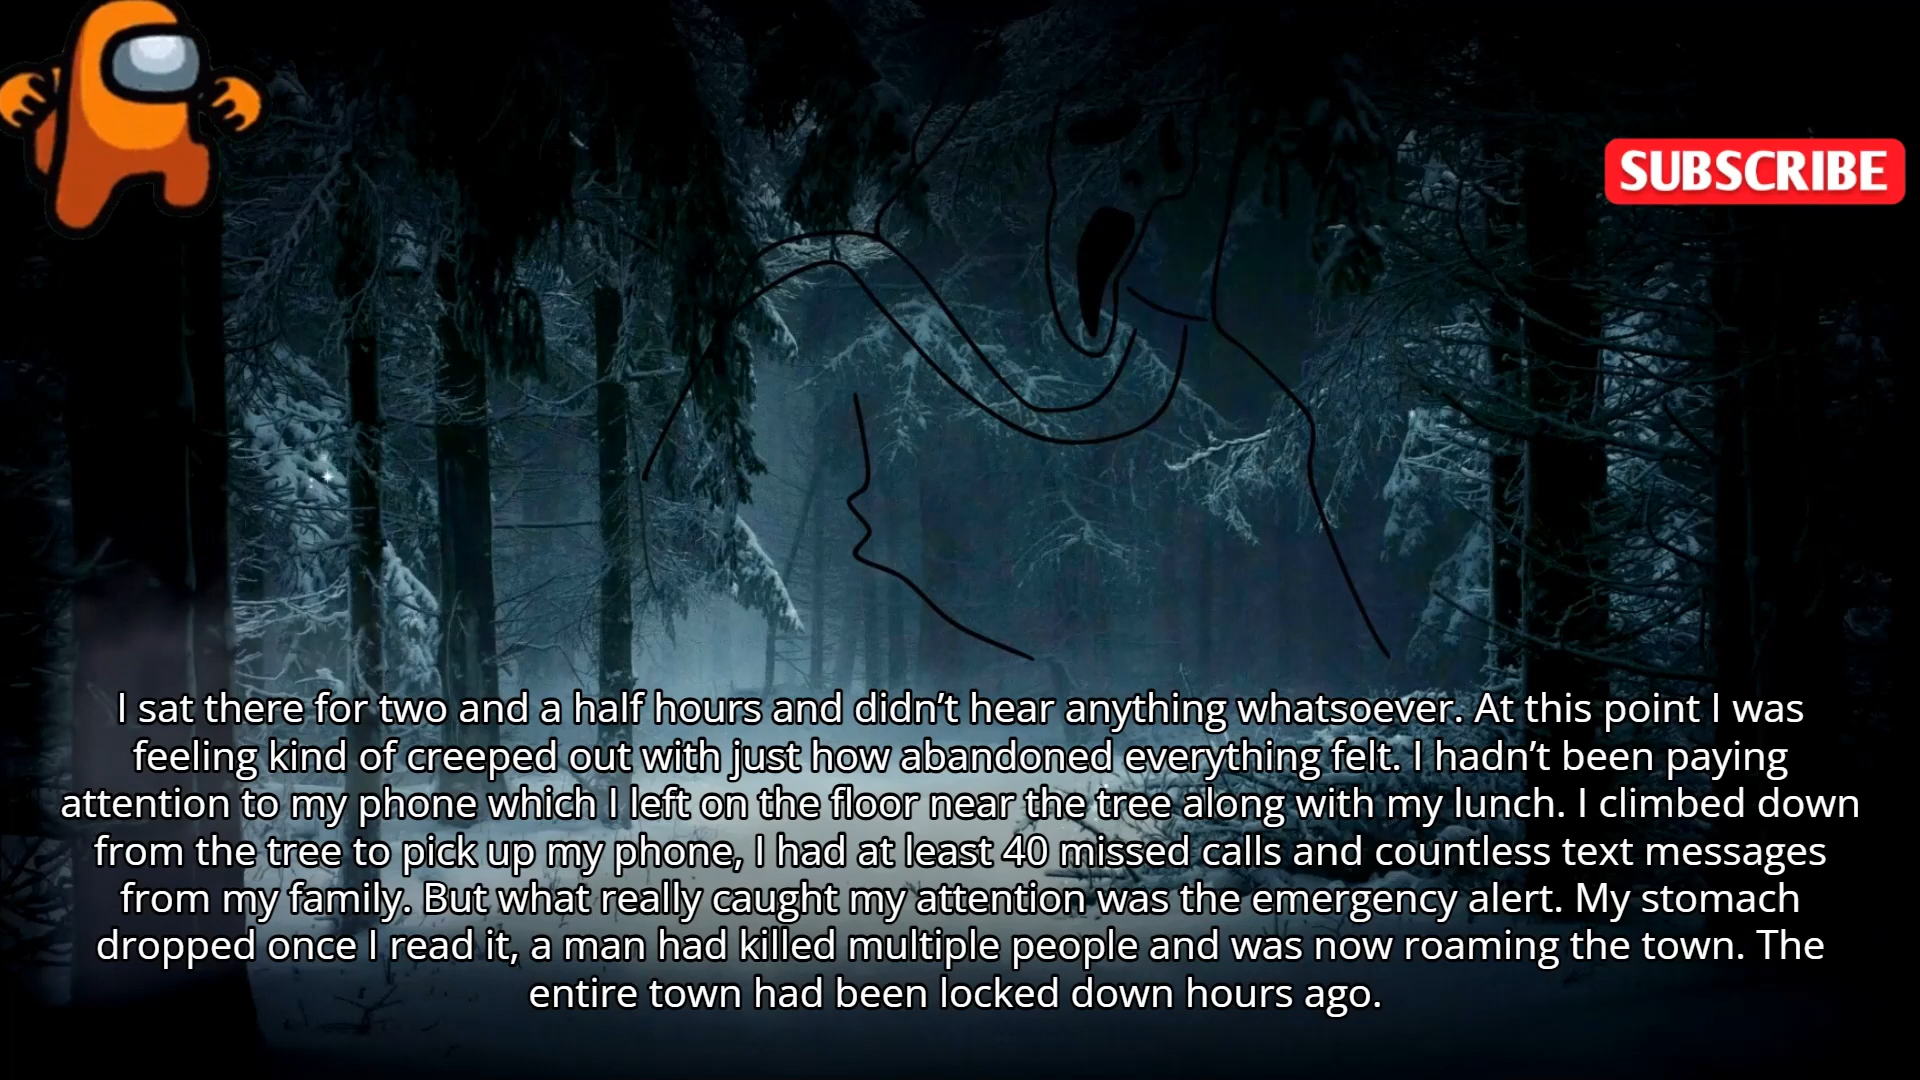 SUBSCRIBE
I sat there for two and a half hours and didn’t hear anything whatsoever. At this point I was
feeling kind of creeped out with just how abandoned everything felt. I hadn’t been paying
attention to my phone which I left on the floor near the tree along with my lunch. I climbed down
from the tree to pick up my phone, I had at least 40 missed calls and countless text messages
from my family. But what really caught my attention was the emergency alert. My stomach
dropped once I read it, a man had killed multiple people and was now roaming the town. The
entire town had been locked down hours ago.